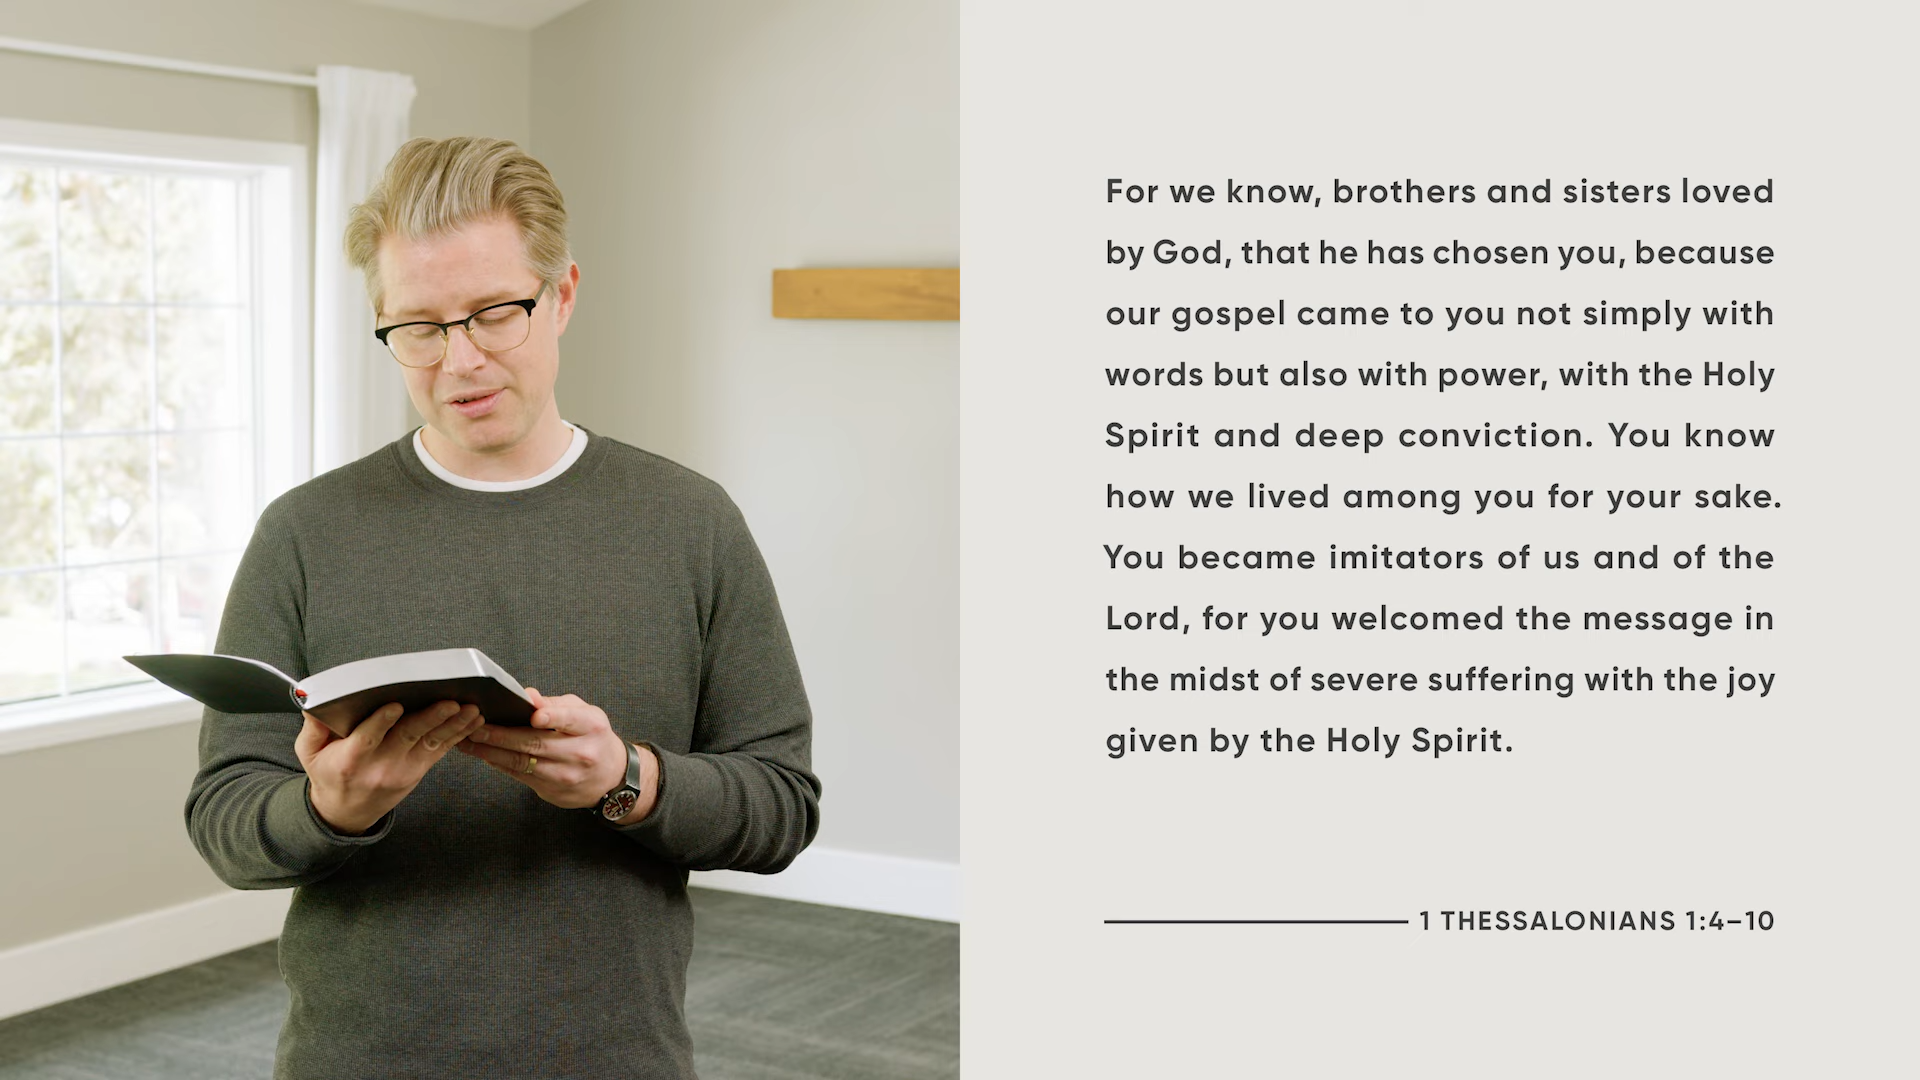 For we know, brothers and sisters loved
by God, that he has chosen you, because
our gospel came to you not simply with
words but also with power, with the Holy
Spirit and deep conviction. You know
how we lived among you for your sake.
You became imitators of us and of the
Lord, for you welcomed the message in
the midst of severe suffering with the joy
given by the Holy Spirit.
1 THESSALONIANS 1:4–10